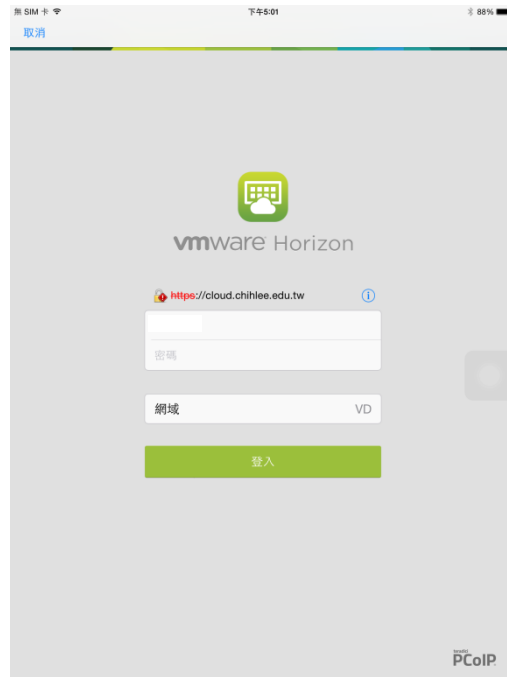 無 SIM 卡 下午5:01 88%
取消
vmware Horizon
https://cloud.chihlee.edu.tw
密碼
網域 VD
登入
teradici
PCoIP